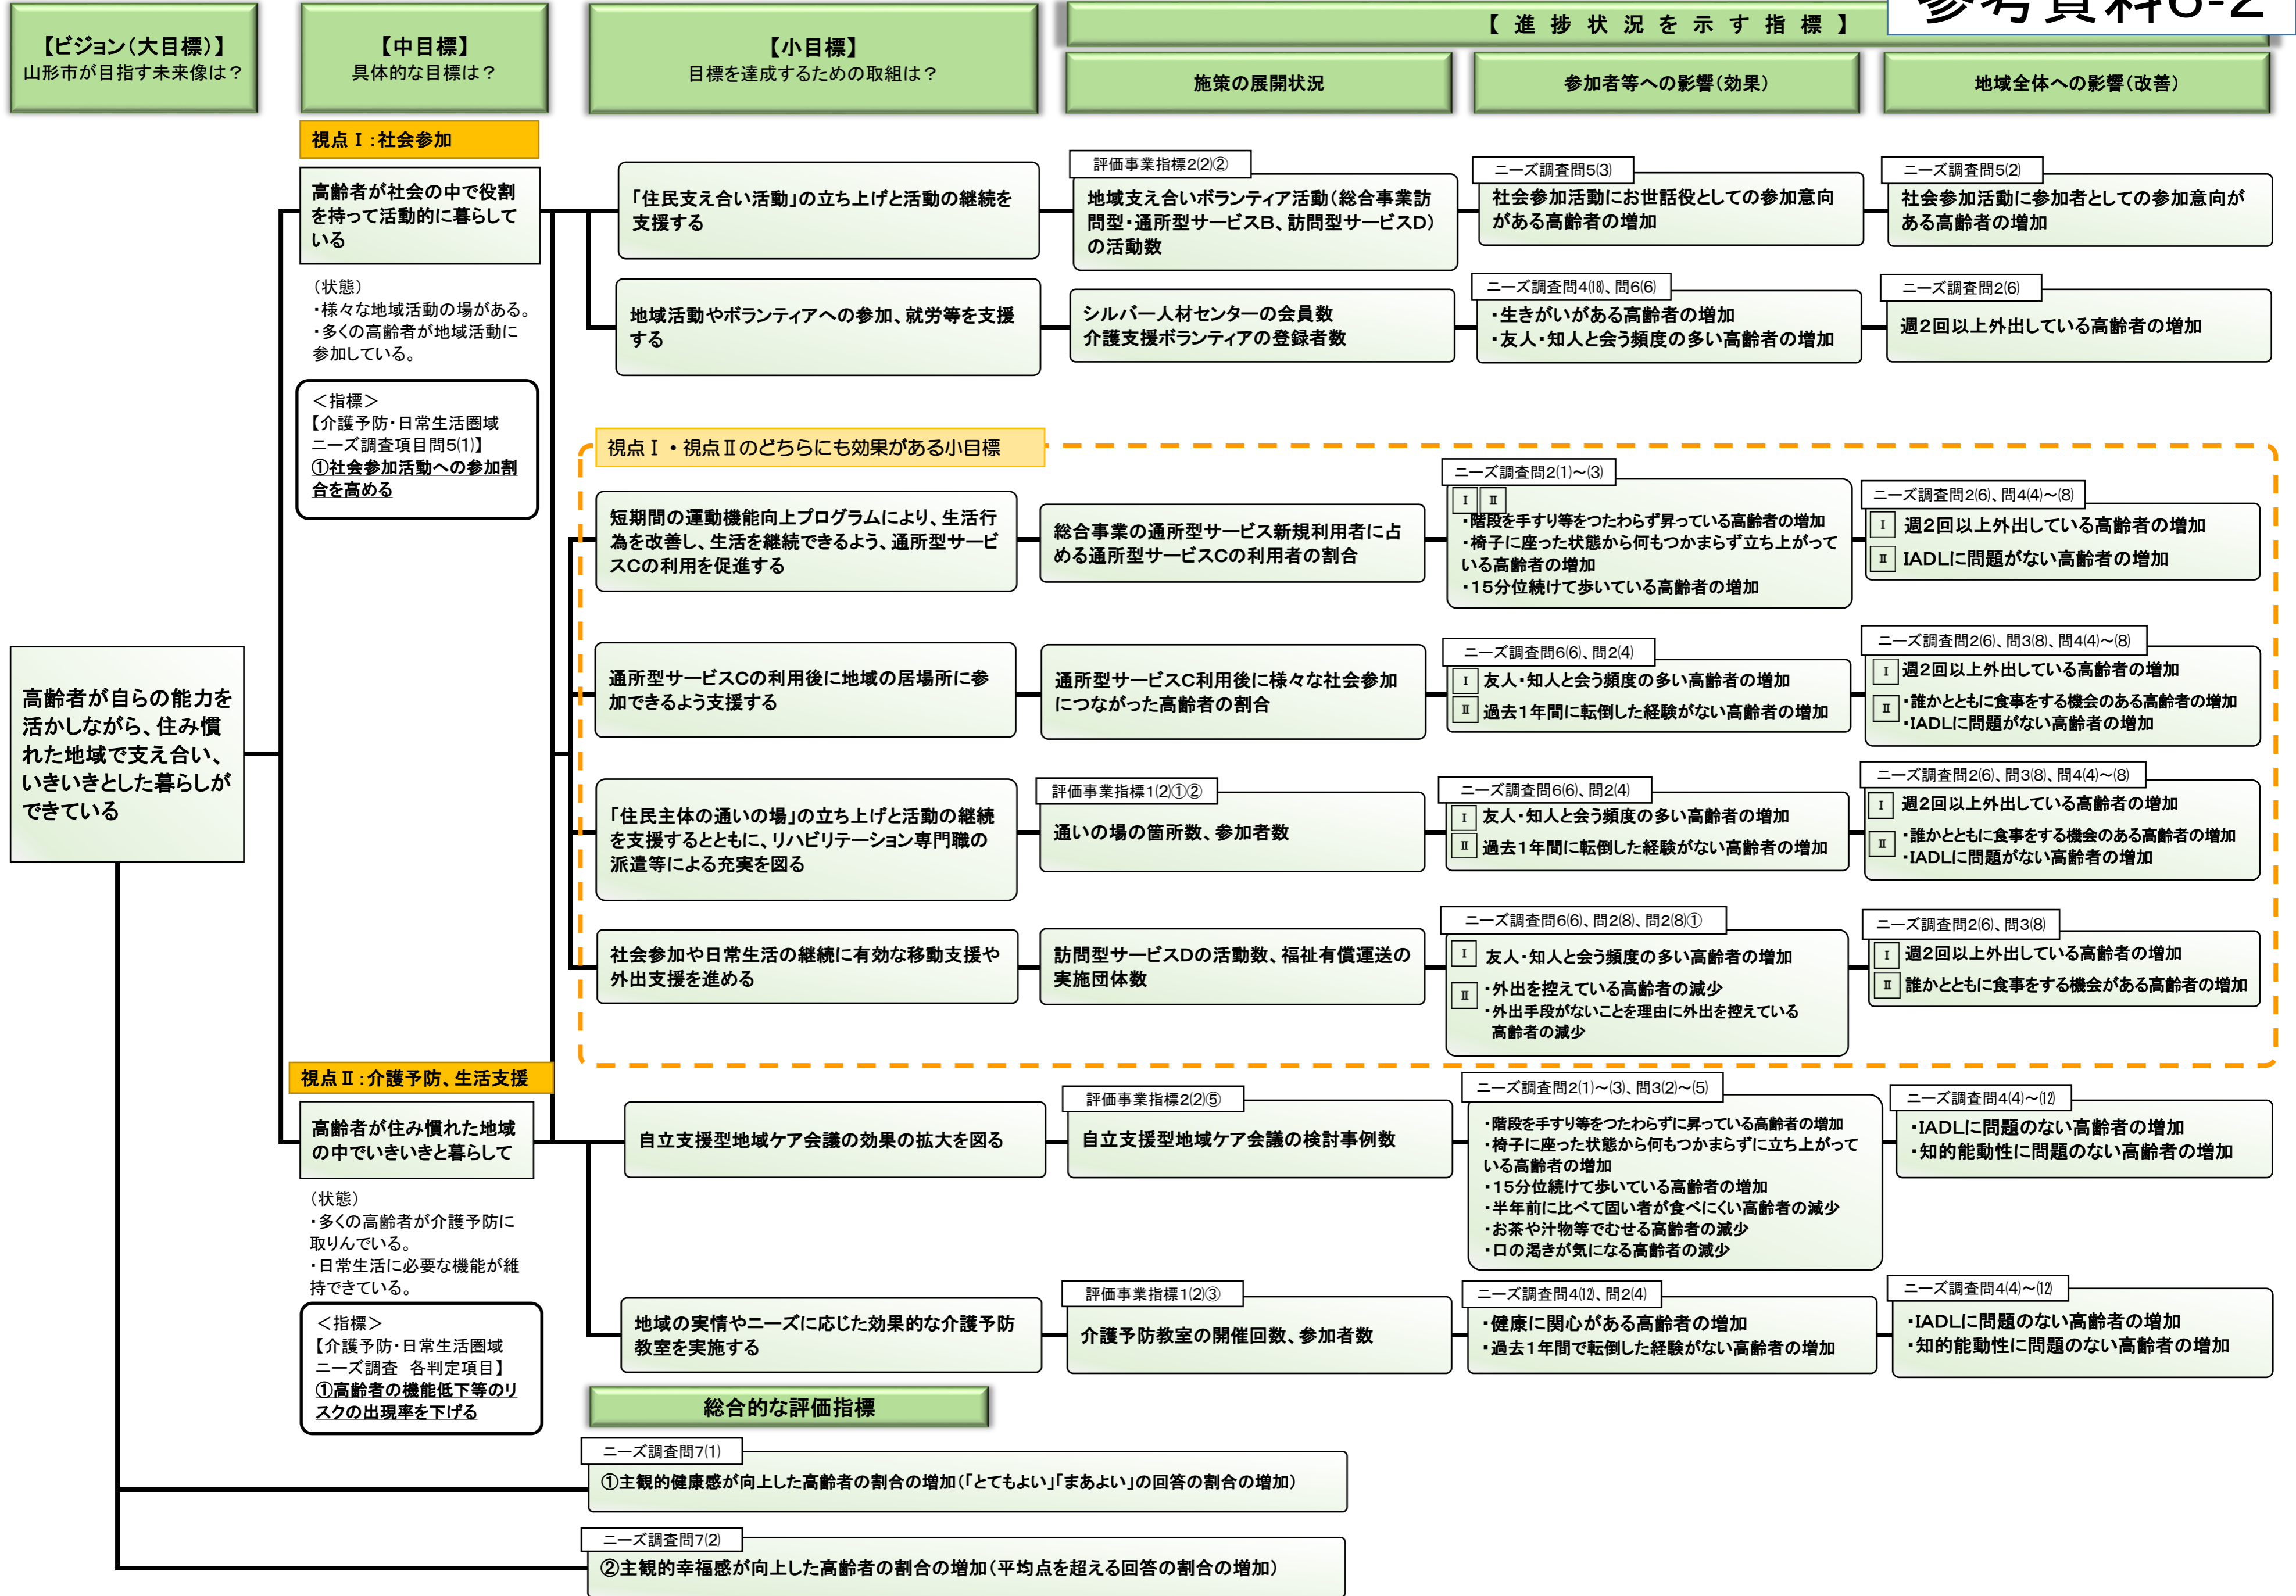 参考資料6-2
【ビジョン(大目標)】
山形市が目指す未来像は?
【中目標】
具体的な目標は?
【小目標】
目標を達成するための取組は?
【 進 捗 状 況 を 示 す 指 標 】
施策の展開状況
参加者等への影響(効果)
地域全体への影響(改善)
高齢者が自らの能力を
活かしながら、住み慣
れた地域で支え合い、
いきいきとした暮らしが
できている
視点Ⅰ:社会参加
高齢者が社会の中で役割
を持って活動的に暮らして
いる
(状態)
・様々な地域活動の場がある。
・多くの高齢者が地域活動に
参加している。
<指標>
【介護予防・日常生活圏域
ニーズ調査項目問5(1)】
①社会参加活動への参加割
合を高める
「住民支え合い活動」の立ち上げと活動の継続を
支援する
評価事業指標2(2)②
地域支え合いボランティア活動(総合事業訪
問型・通所型サービスB、訪問型サービスD)
の活動数
ニーズ調査問5(3)
社会参加活動にお世話役としての参加意向
がある高齢者の増加
ニーズ調査問5(2)
社会参加活動に参加者としての参加意向が
ある高齢者の増加
地域活動やボランティアへの参加、就労等を支援
する
シルバー人材センターの会員数
介護支援ボランティアの登録者数
ニーズ調査問4⒅、問6(6)
・生きがいがある高齢者の増加
・友人・知人と会う頻度の多い高齢者の増加
ニーズ調査問2(6)
週2回以上外出している高齢者の増加
視点Ⅰ・視点Ⅱのどちらにも効果がある小目標
短期間の運動機能向上プログラムにより、生活行
為を改善し、生活を継続できるよう、通所型サービ
スCの利用を促進する
総合事業の通所型サービス新規利用者に占
める通所型サービスCの利用者の割合
ニーズ調査問2(1)~(3)
Ⅰ Ⅱ
・階段を手すり等をつたわらず昇っている高齢者の増加
・椅子に座った状態から何もつかまらず立ち上がって
いる高齢者の増加
・15分位続けて歩いている高齢者の増加
ニーズ調査問2(6)、問4(4)~(8)
Ⅰ 週2回以上外出している高齢者の増加
Ⅱ IADLに問題がない高齢者の増加
通所型サービスCの利用後に地域の居場所に参
加できるよう支援する
通所型サービスC利用後に様々な社会参加
につながった高齢者の割合
ニーズ調査問6(6)、問2(4)
Ⅰ 友人・知人と会う頻度の多い高齢者の増加
Ⅱ 過去1年間に転倒した経験がない高齢者の増加
ニーズ調査問2(6)、問3(8)、問4(4)~(8)
Ⅰ 週2回以上外出している高齢者の増加
Ⅱ ・誰かとともに食事をする機会のある高齢者の増加
・IADLに問題がない高齢者の増加
「住民主体の通いの場」の立ち上げと活動の継続
を支援するとともに、リハビリテーション専門職の
派遣等による充実を図る
評価事業指標1(2)①②
通いの場の箇所数、参加者数
ニーズ調査問6(6)、問2(4)
Ⅰ 友人・知人と会う頻度の多い高齢者の増加
Ⅱ 過去1年間に転倒した経験がない高齢者の増加
ニーズ調査問2(6)、問3(8)、問4(4)~(8)
Ⅰ 週2回以上外出している高齢者の増加
Ⅱ ・誰かとともに食事をする機会のある高齢者の増加
・IADLに問題がない高齢者の増加
社会参加や日常生活の継続に有効な移動支援や
外出支援を進める
訪問型サービスDの活動数、福祉有償運送の
実施団体数
ニーズ調査問6(6)、問2(8)、問2(8)①
Ⅰ 友人・知人と会う頻度の多い高齢者の増加
Ⅱ ・外出を控えている高齢者の減少
・外出手段がないことを理由に外出を控えている
高齢者の減少
ニーズ調査問2(6)、問3(8)
Ⅰ 週2回以上外出している高齢者の増加
Ⅱ 誰かとともに食事をする機会がある高齢者の増加
視点Ⅱ:介護予防、生活支援
高齢者が住み慣れた地域
の中でいきいきと暮らして
(状態)
・多くの高齢者が介護予防に
取りんでいる。
・日常生活に必要な機能が維
持できている。
<指標>
【介護予防・日常生活圏域
ニーズ調査 各判定項目】
①高齢者の機能低下等のリ
スクの出現率を下げる
自立支援型地域ケア会議の効果の拡大を図る
評価事業指標2(2)⑤
自立支援型地域ケア会議の検討事例数
ニーズ調査問2(1)~(3)、問3(2)~(5)
・階段を手すり等をつたわらずに昇っている高齢者の増加
・椅子に座った状態から何もつかまらずに立ち上がって
いる高齢者の増加
・15分位続けて歩いている高齢者の増加
・半年前に比べて固い者が食べにくい高齢者の減少
・お茶や汁物等でむせる高齢者の減少
・口の渇きが気になる高齢者の減少
ニーズ調査問4(4)~⑿
・IADLに問題のない高齢者の増加
・知的能動性に問題のない高齢者の増加
地域の実情やニーズに応じた効果的な介護予防
教室を実施する
評価事業指標1(2)③
介護予防教室の開催回数、参加者数
ニーズ調査問4⑿、問2(4)
・健康に関心がある高齢者の増加
・過去1年間で転倒した経験がない高齢者の増加
ニーズ調査問4(4)~⑿
・IADLに問題のない高齢者の増加
・知的能動性に問題のない高齢者の増加
総合的な評価指標
ニーズ調査問7(1)
①主観的健康感が向上した高齢者の割合の増加(「とてもよい」「まあよい」の回答の割合の増加)
ニーズ調査問7(2)
②主観的幸福感が向上した高齢者の割合の増加(平均点を超える回答の割合の増加)